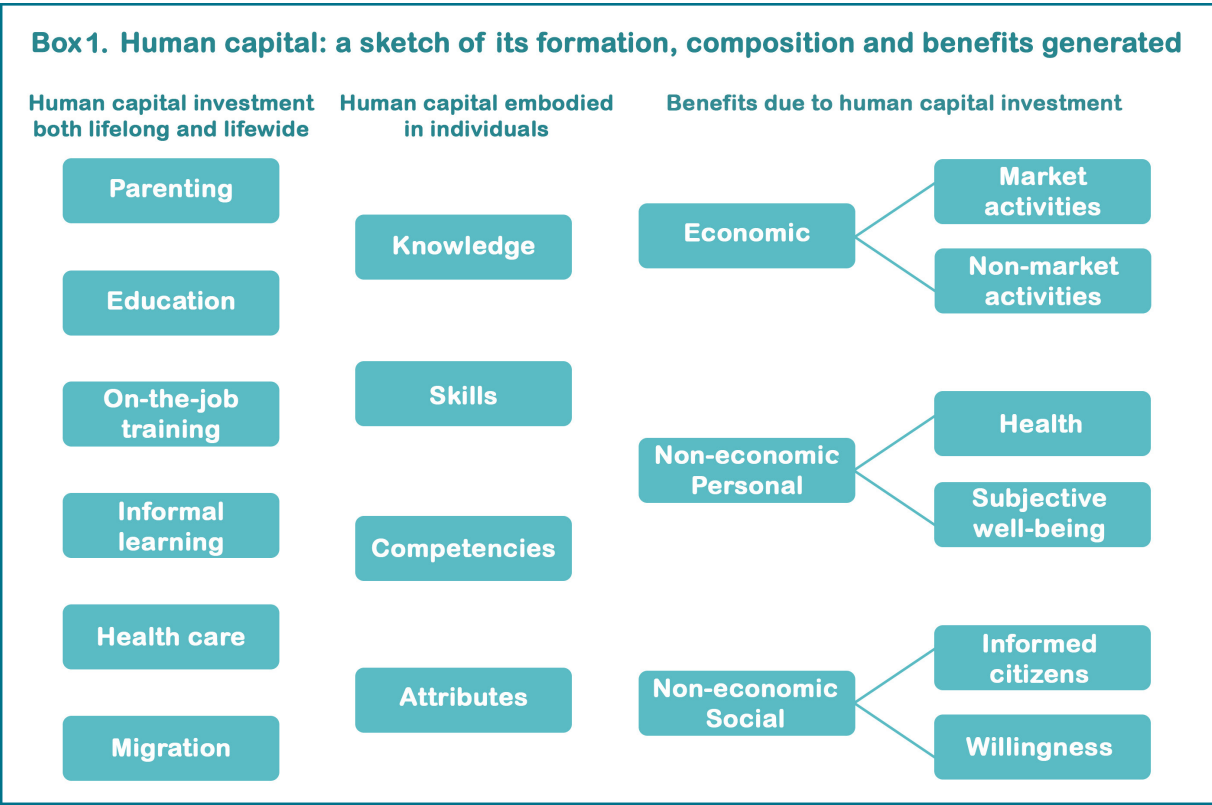 Box1. Human capital: a sketch of its formation, composition and benefits generated
Human capital investment
both lifelong and lifewide
Parenting
Education
On-the-job
training
Informal
learning
Health care
Migration
Human capital embodied
in individuals
Knowledge
Skills
Competencies
Attributes
Benefits due to human capital investment
Economic
Market
activities
Non-market
activities
Non-economic
Personal
Health
Subjective
well-being
Non-economic
Social
Informed
citizens
Willingness